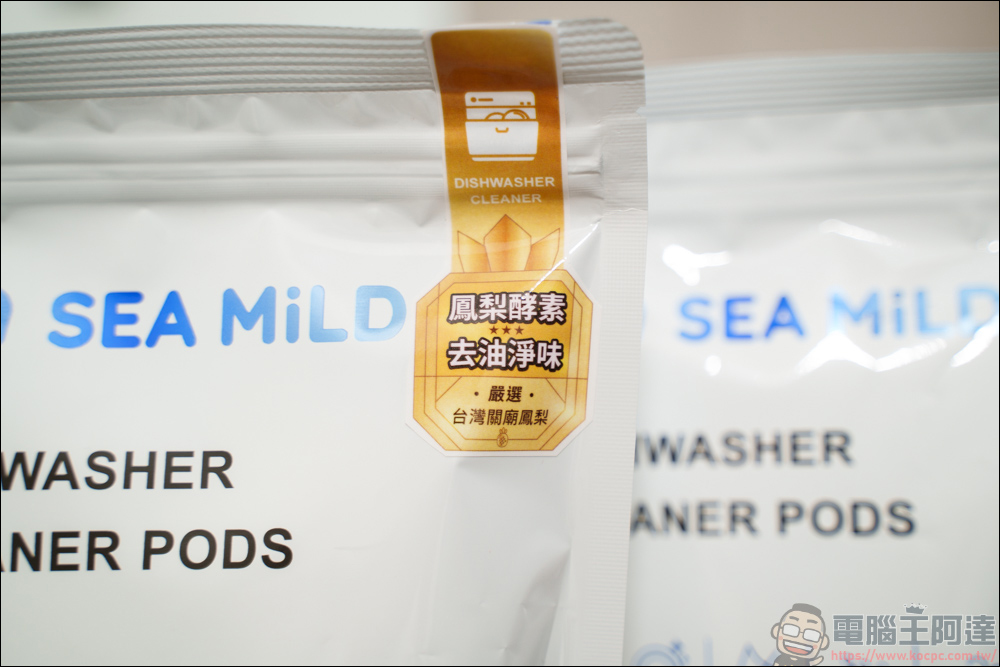 DISHWASHER
CLEANER
鳳梨酵素
去油淨味
嚴選
台灣關廟鳳梨
SEA MiLD
WASHER
ANER PODS
SEA MiLD
WASHER
ANER PODS
電腦王阿達
https://www.kocpc.com.tw/